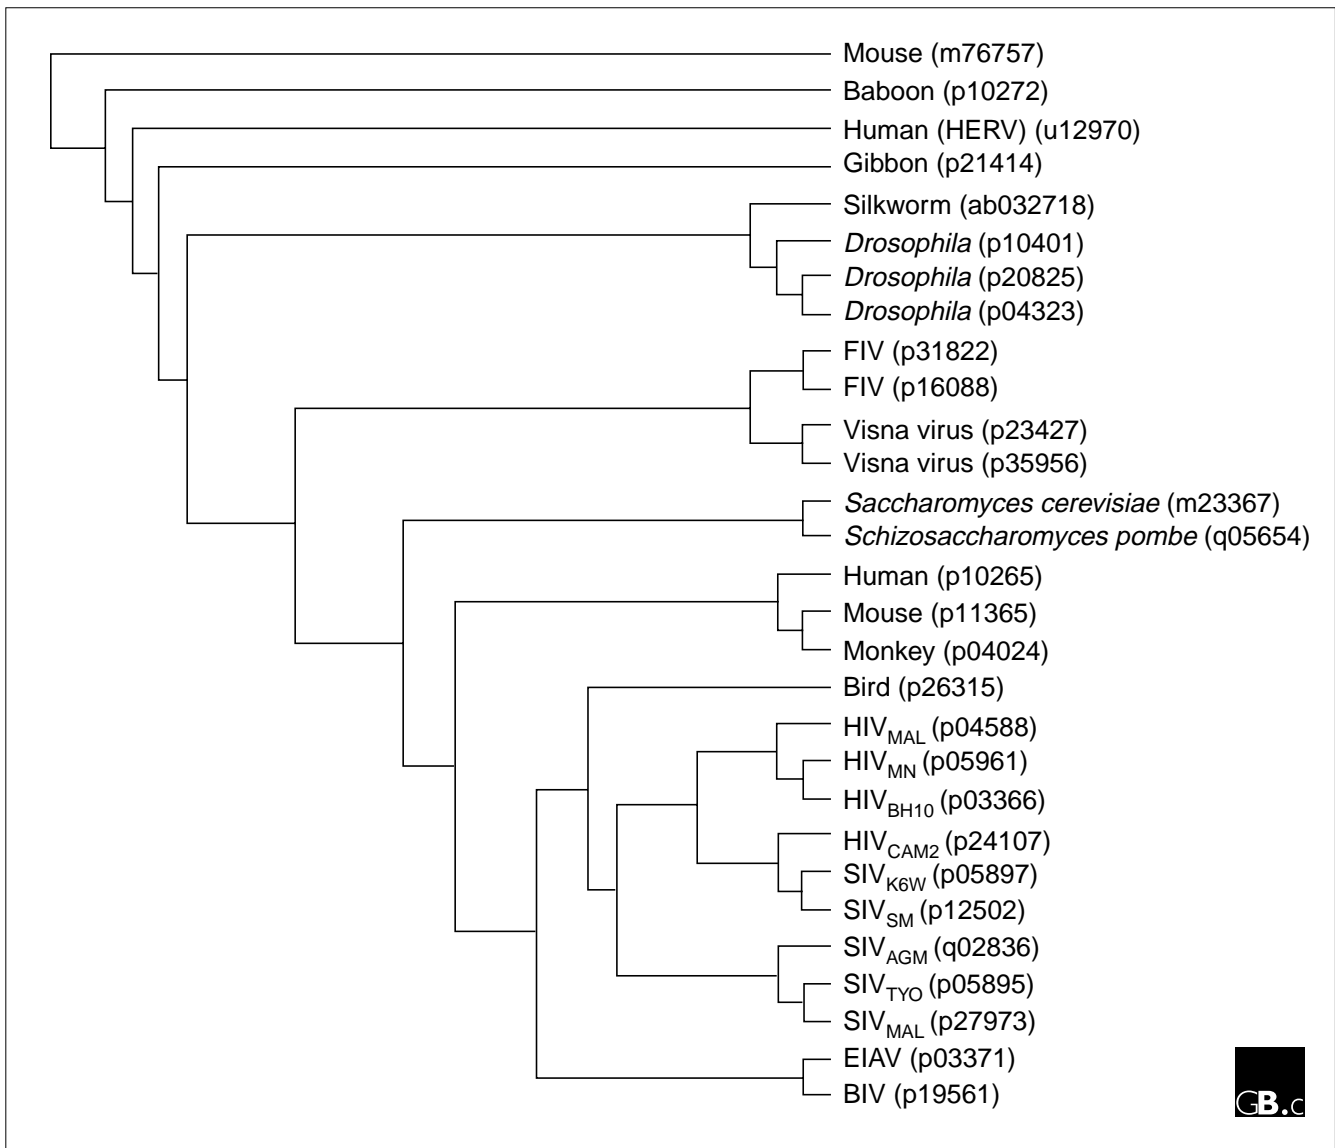 Mouse (m76757)
Baboon (p10272)
Human (HERV) (u12970)
Gibbon (p21414)
Silkworm (ab032718)
Drosophila (p10401)
Drosophila (p20825)
Drosophila (p04323)
FIV (p31822)
FIV (p16088)
Visna virus (p23427)
Visna virus (p35956)
Saccharomyces cerevisiae (m23367)
Schizosaccharomyces pombe (q05654)
Human (p10265)
Mouse (p11365)
Monkey (p04024)
Bird (p26315)
HIVMAL (p04588)
HIVMN (p05961)
HIVBH10 (p03366)
HIVCAM2 (p24107)
SIVK6W (p05897)
SIVSM (p12502)
SIVAGM (q02836)
SIVTYO (p05895)
SIVMAL (p27973)
EIAV (p03371)
BIV (p19561)
GB.c